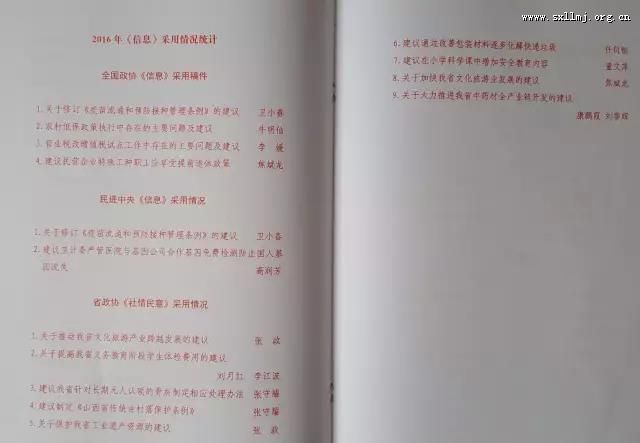 2016 年《信息》采用情况统计
全国政协《信息》采用稿件
1. 关于修订《疫苗流通和预防接种管理条例》的建议 卫小春
2. 农村低保政策执行中存在的主要问题及建议 牛明仙
3. 营业税改增值税试点工作中存在的主要问题及建议 李媛
4. 建议民营企业特殊工种职工应享受提前退休政策 焦斌龙
民进中央《信息》采用情况
1. 关于修订《疫苗流通和预防接种管理条例》的建议 卫小春
2. 建议卫计委严管医院与基因公司合作基因免费检测防止国人基
因流失 高润芳
省政协《社情民意》采用情况
1. 关于推动我省文化旅游产业跨越发展的建议 张政
2. 关于提高我省义务教育阶段学生体检费用的建议
刘月红 李江波
3. 建议我省针对长期无人认领的骨灰制定相应处理办法 张守耀
4. 建议制定《山西省传统古村落保护条例》 张守耀
5. 关于保护我省工业遗产资源的建议 张政
www.sxllmj.org.cn
6. 建议通过改善包装材料逐步化解快递垃圾
7. 建议在小学科学课中增加安全教育内容 董文萍
8. 关于加快我省文化旅游业发展的建议 焦斌龙
9. 关于大力推进我省中药材全产业链开发的建议
康鹏霞